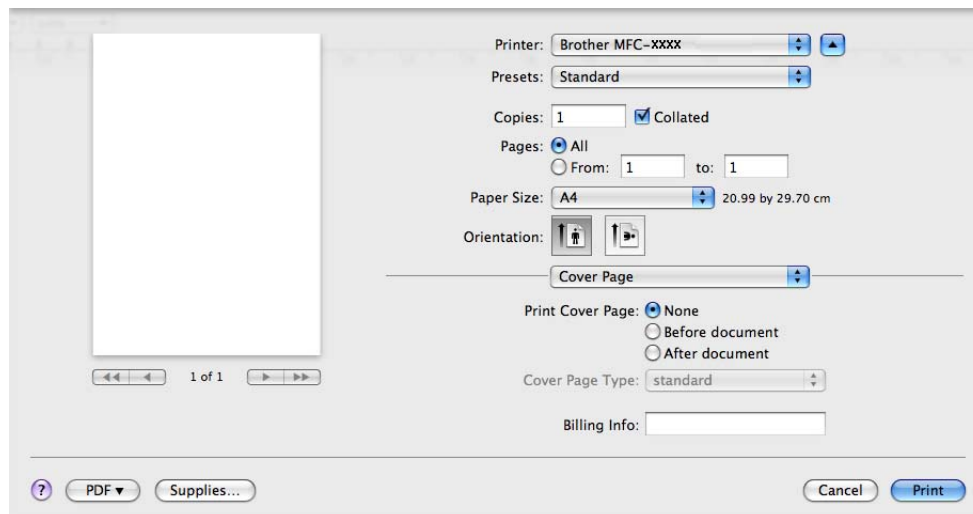 Printer: Brother MFC-XXXX
Presets: Standard
Copies: 1 Collated
Pages: All
From: 1 to: 1
Paper Size: A4 20.99 by 29.70 cm
Orientation:
Cover Page
Print Cover Page: None
Before document
After document
Cover Page Type: standard
Billing Info:
1 of 1
? PDF Supplies... Cancel Print